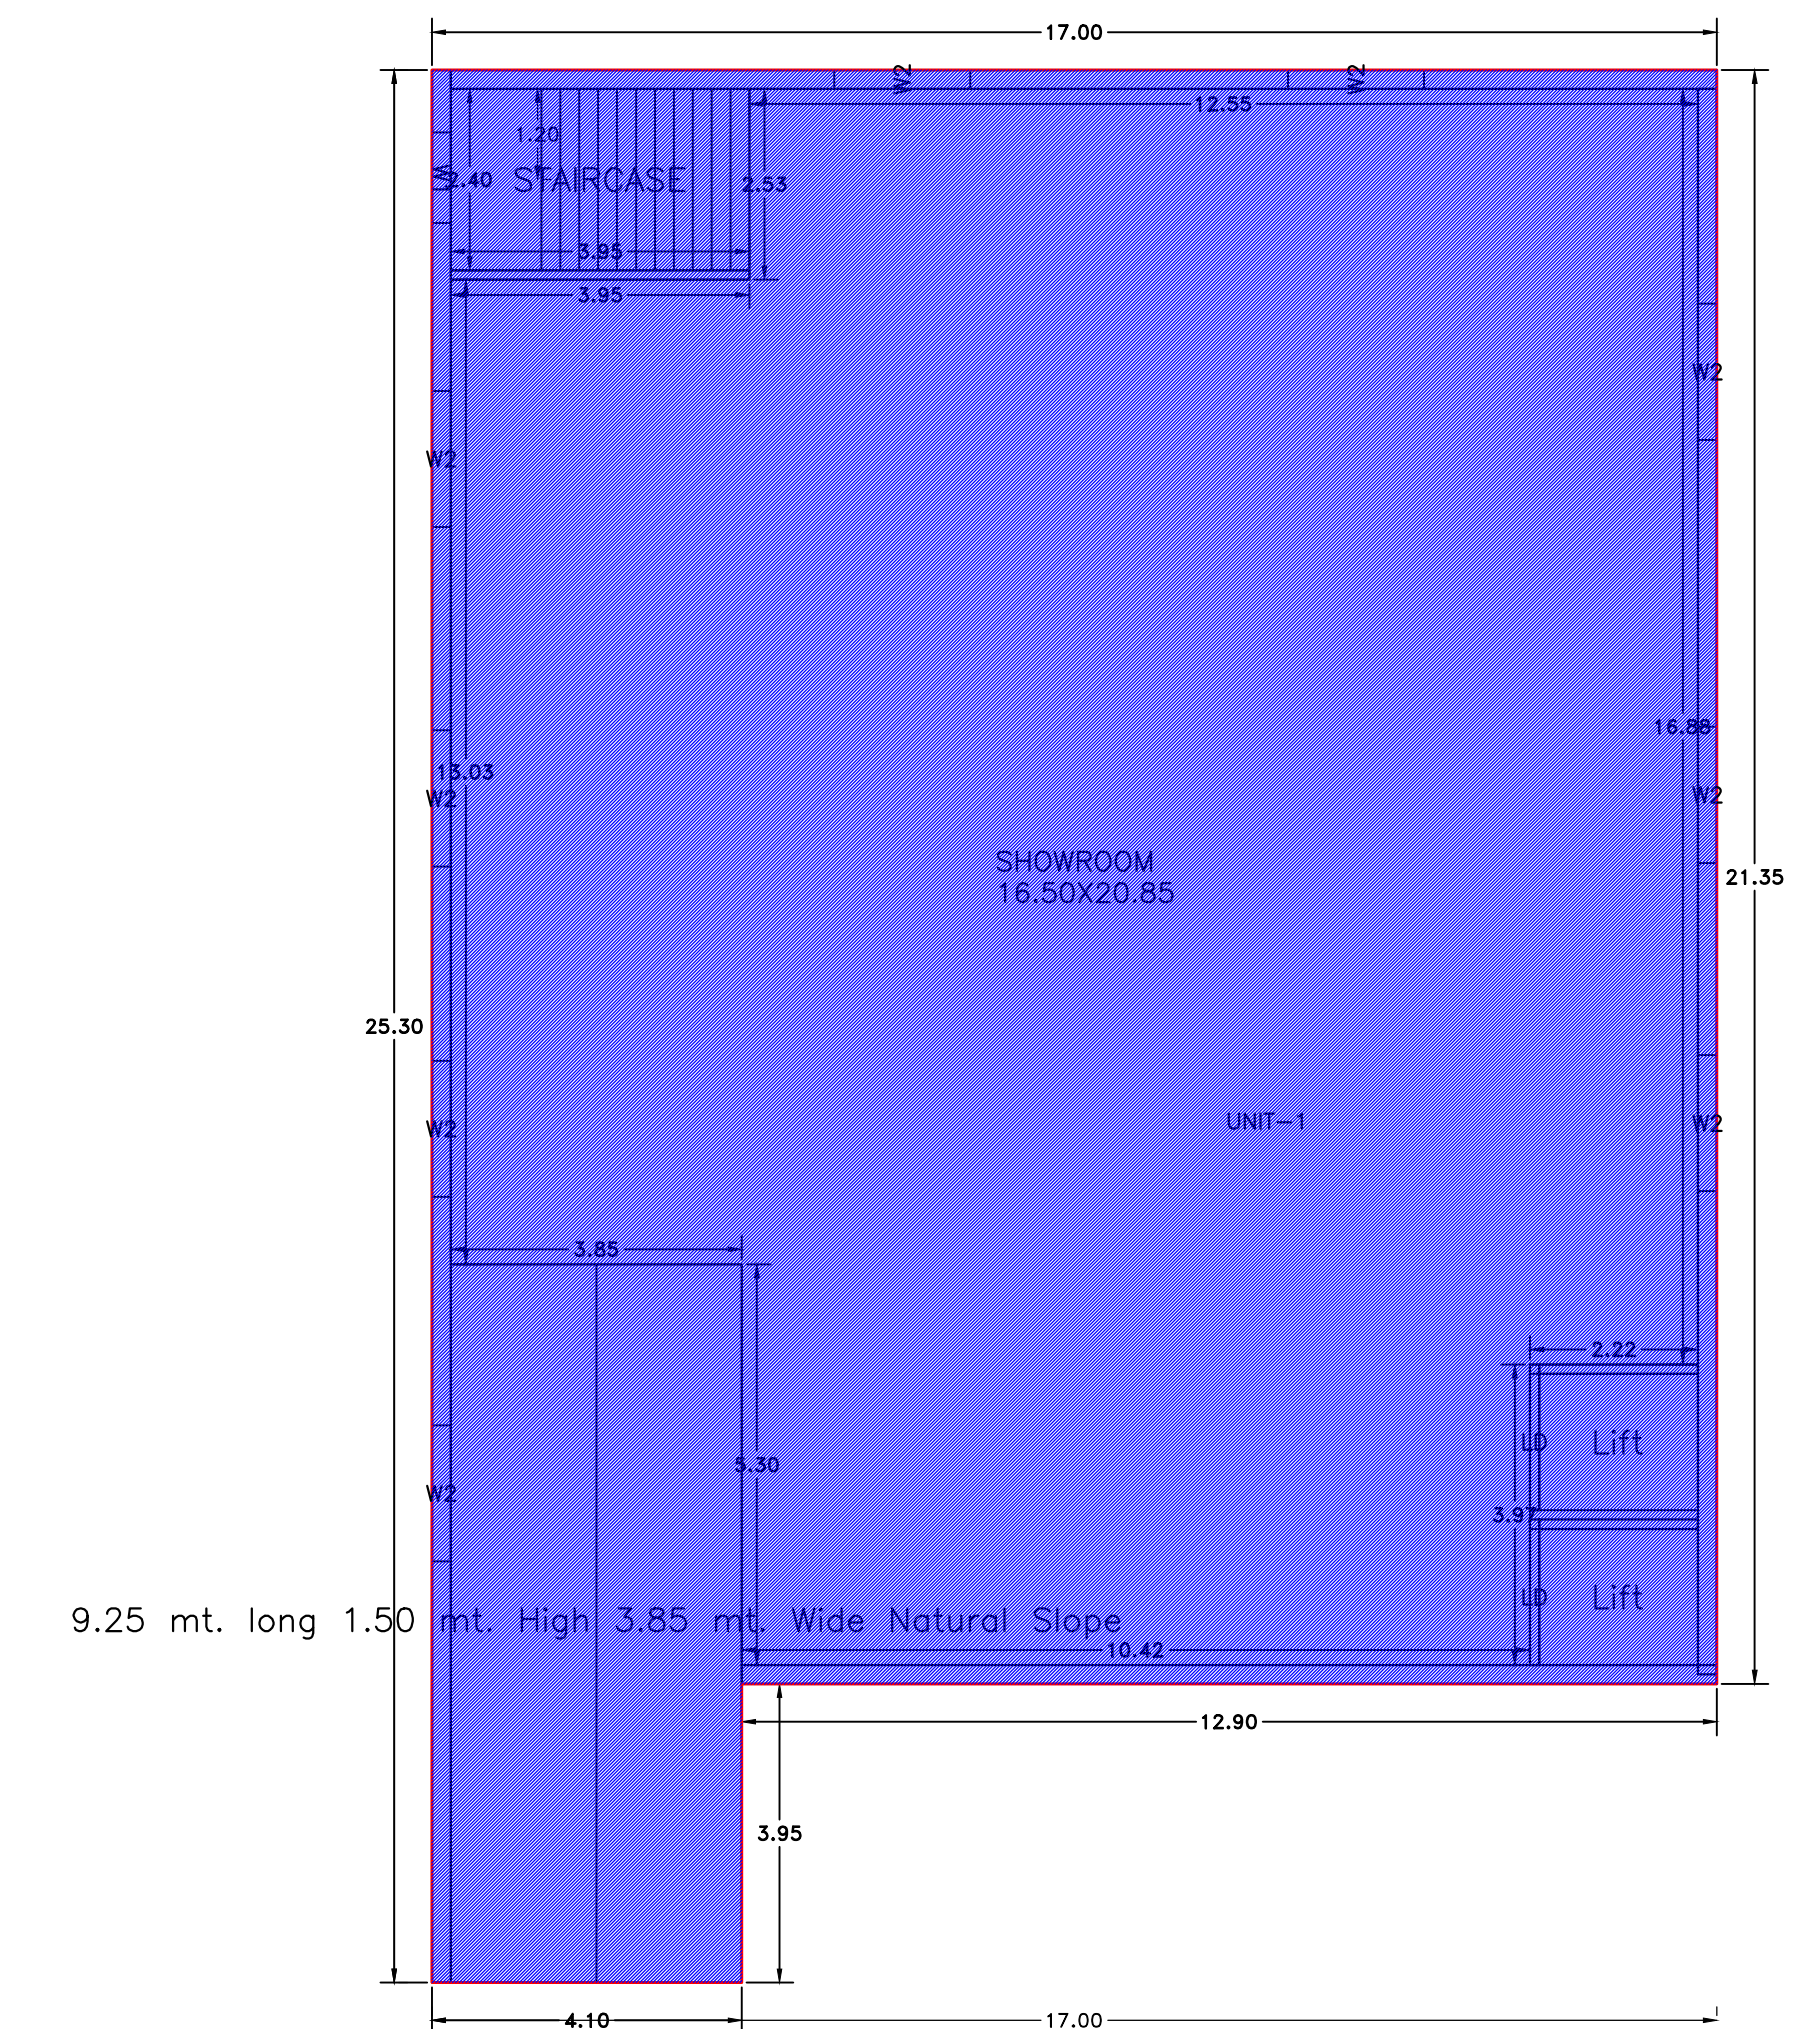 17.00
W2
W2
12.55
1.20
W
2.40
STAIRCASE
2.53
3.95
3.95
W2
W2
16.88
13.03
W2
W2
SHOWROOM
16.50X20.85
21.35
25.30
UNIT-1
W2
W2
3.85
2.22
5.30
LD
Lift
W2
3.97
LD
Lift
9.25 mt. long 1.50 mt. High 3.85 mt. Wide Natural Slope
10.42
12.90
3.95
4.10
17.00